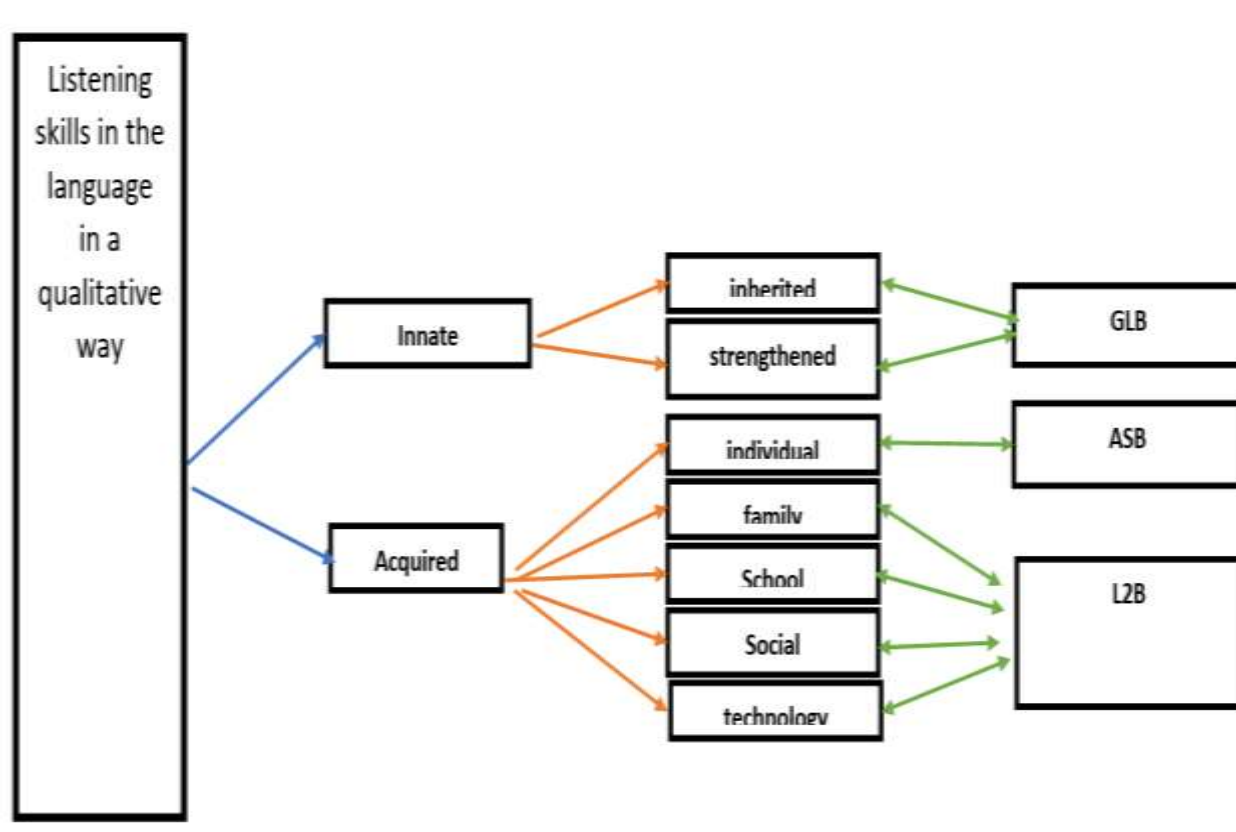 Listening
skills in the
language
in a
qualitative
way
Innate
Acquired
inherited
strengthened
individual
family
School
Social
technology
GLB
ASB
L2B